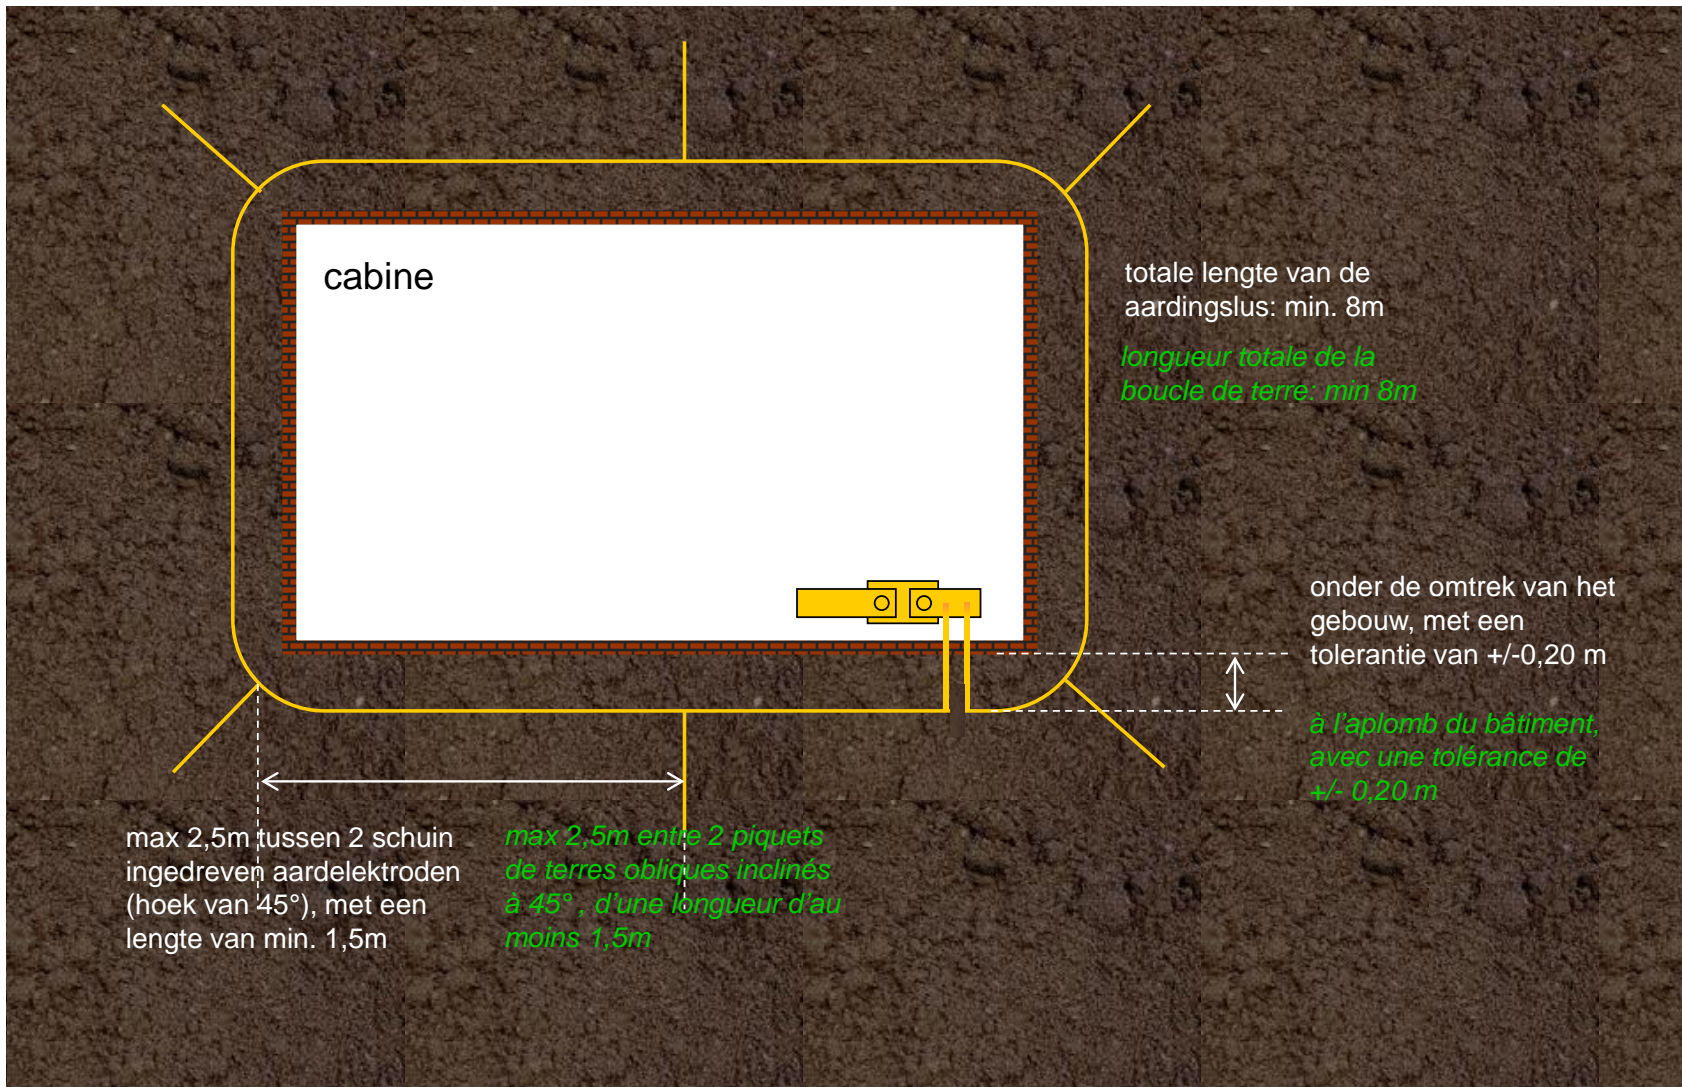 cabine
totale lengte van de
aardingslus: min. 8m
longueur totale de la
boucle de terre: min 8m
onder de omtrek van het
gebouw, met een
tolerantie van +/-0,20 m
à l'aplomb du bâtiment,
avec une tolérance de
+/- 0,20 m
max 2,5m tussen 2 schuin
ingedreven aardelektroden
(hoek van 45°), met een
lengte van min. 1,5m
max 2,5m entre 2 piquets
de terres obliques inclinés
à 45° , d'une longueur d'au
moins 1,5m